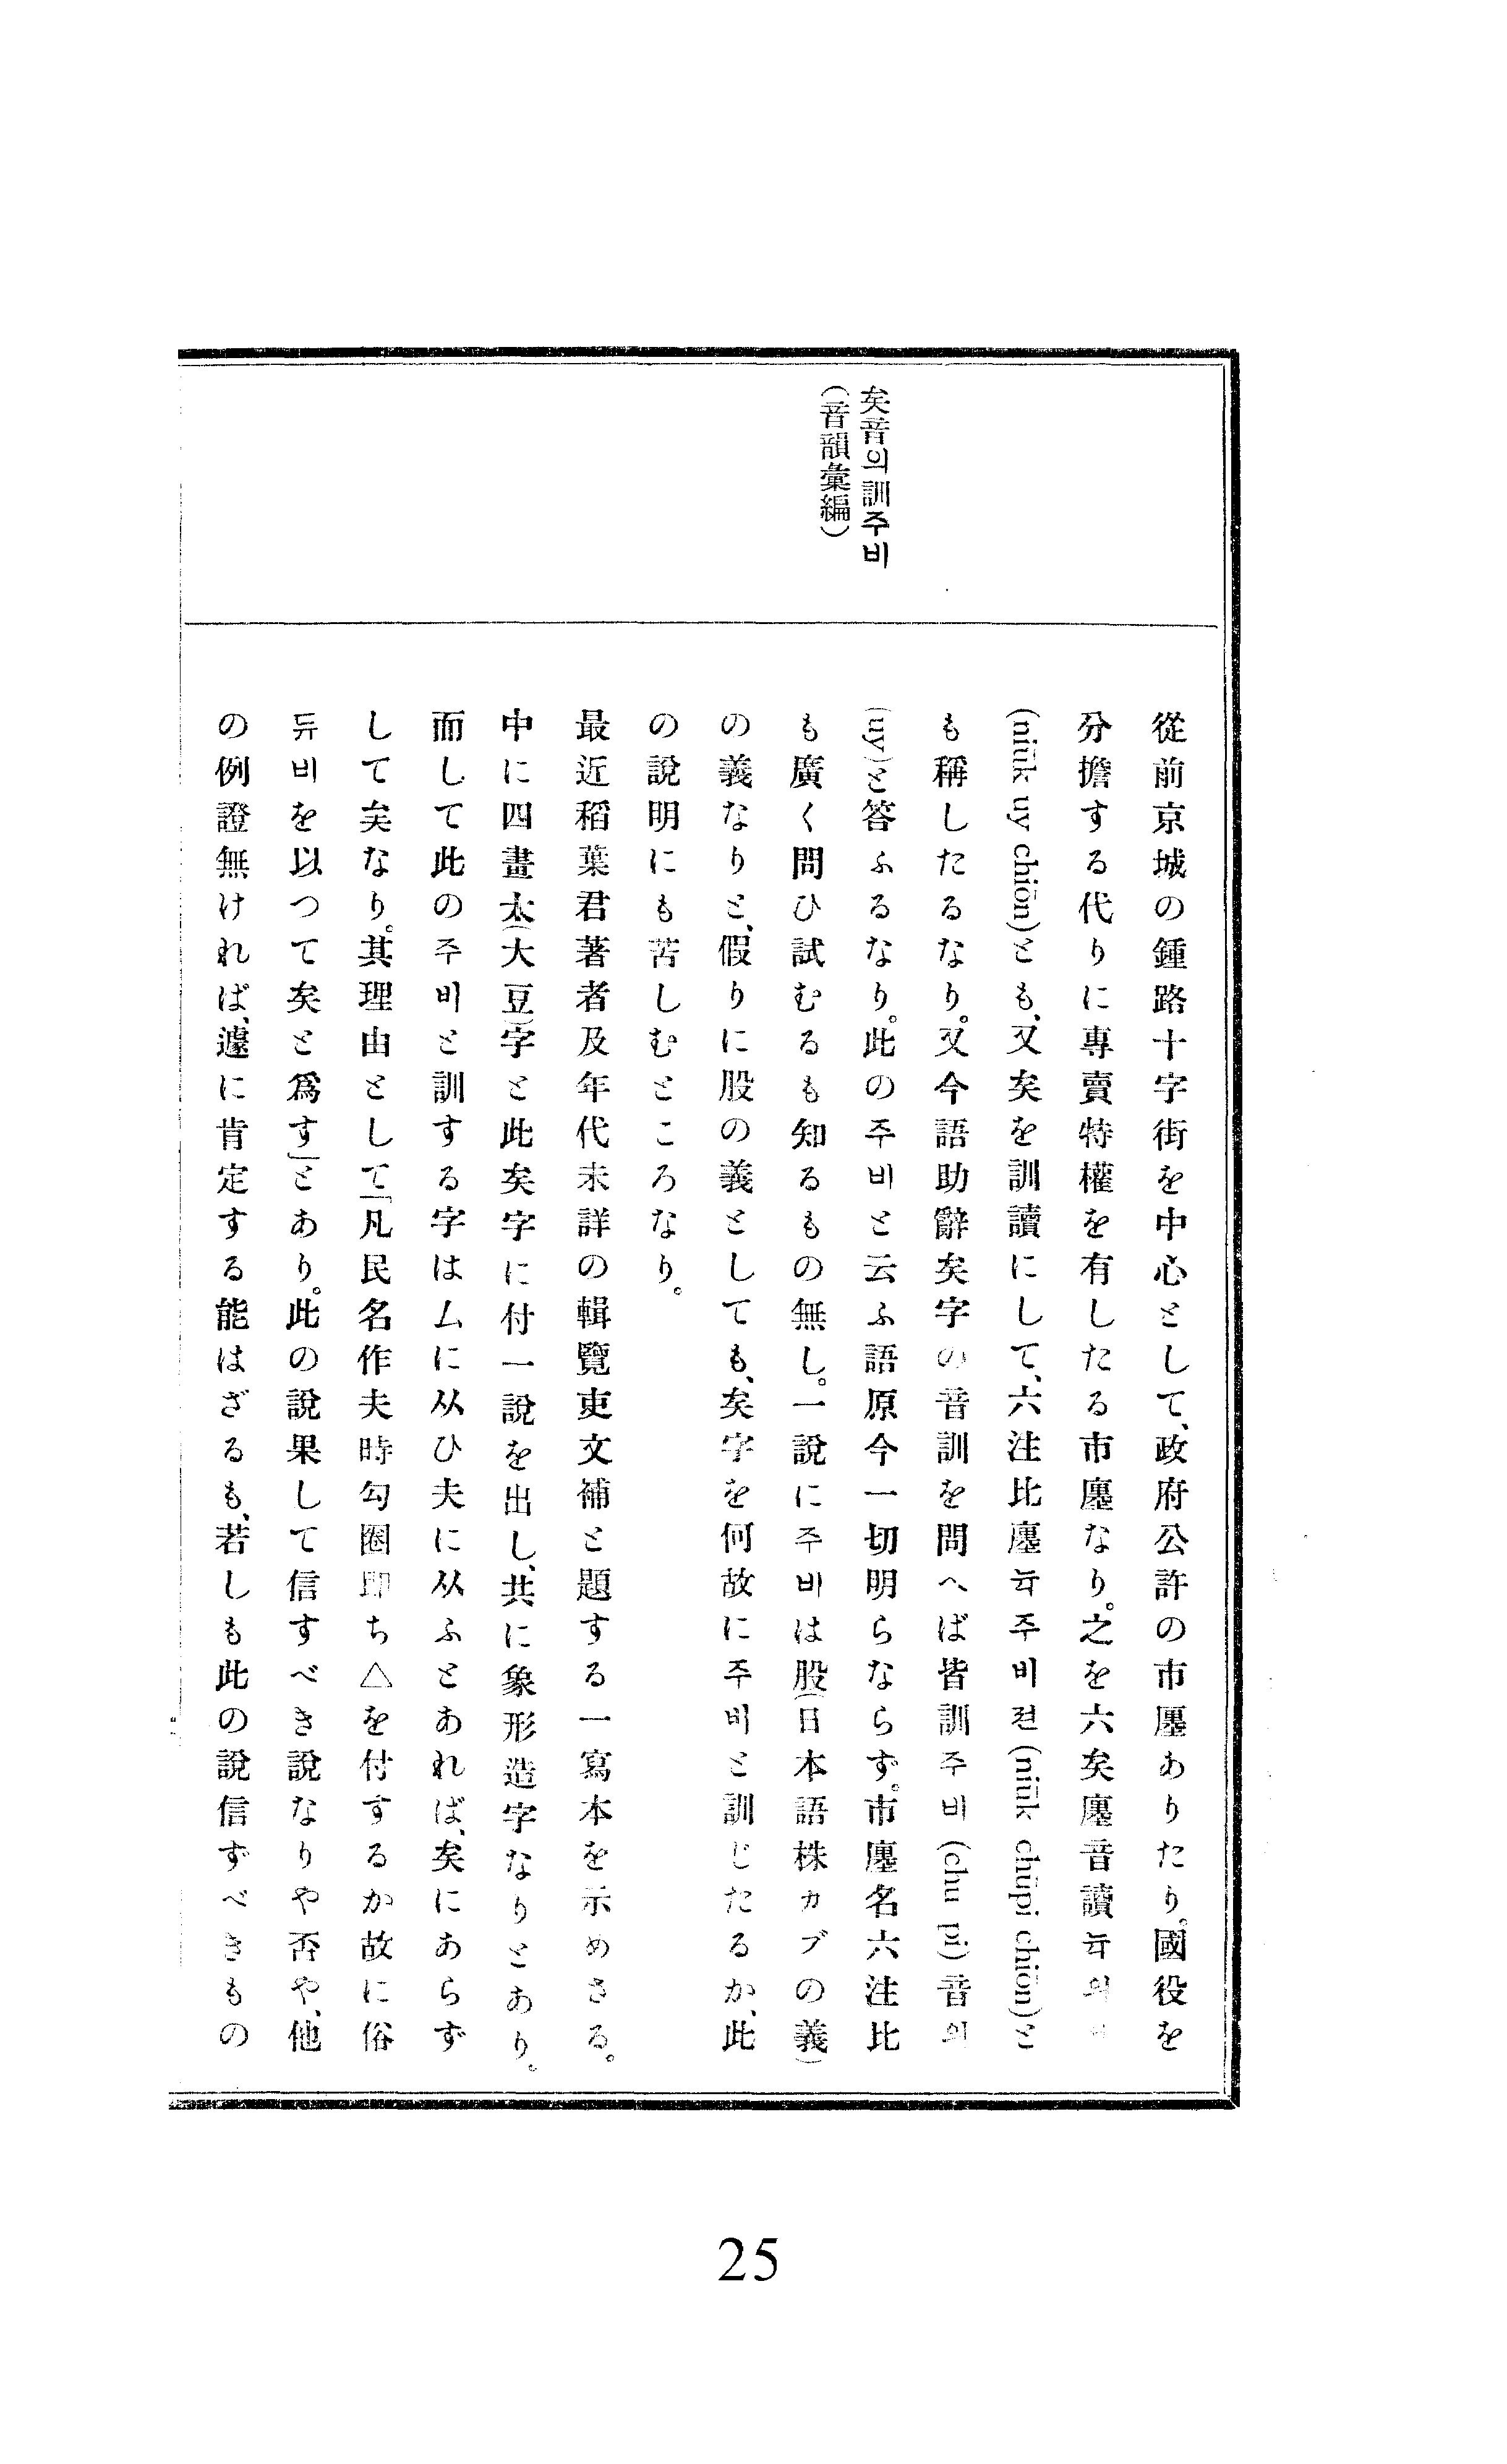 矣音의訓주비
(音韻彙編)
從前京城の鍾路十字街を中心として、政府公許の市廛ありたり。國役を
分擔する代りに專賣特權を有したる市廛なり。之を六矣廛音讀뉵의
(niūk uy chiōn)とも、又矣を訓讀にして、六注比廛뉵주비젼(niūk chūpi chiōn)と
も稱したるなり。又今語助辭矣字の音訓を問へば皆訓주비(chu pi)音의
(uy)と答ふるなり。此の주비と云ふ語原今一切明らならず。市廛名六注比
も廣く問ひ試むるも知るもの無し。一說に주비は股(日本語株カブの義)
の義なりと、假りに股の義としても、矣字を何故に주비と訓じたるか、此
の說明にも苦しむところなり。
最近稻葉君著者及年代未詳の輯覽吏文補と題する一寫本を示めさる。
中に四畫太(大豆)字と此矣字に付一說を出し、共に象形造字なりとあり。
而して此の주비と訓する字は厶に从ひ夫に从ふとあれば、矣にあらず
して矣なり。其理由として「凡民名作夫時勾圈即ち△を付するか故に俗
듀비を以つて矣と爲す」とあり。此の說果して信すべき說なりや否や、他
の例證無ければ、遽に肯定する能はざるも、若しも此の說信ずべきもの
25